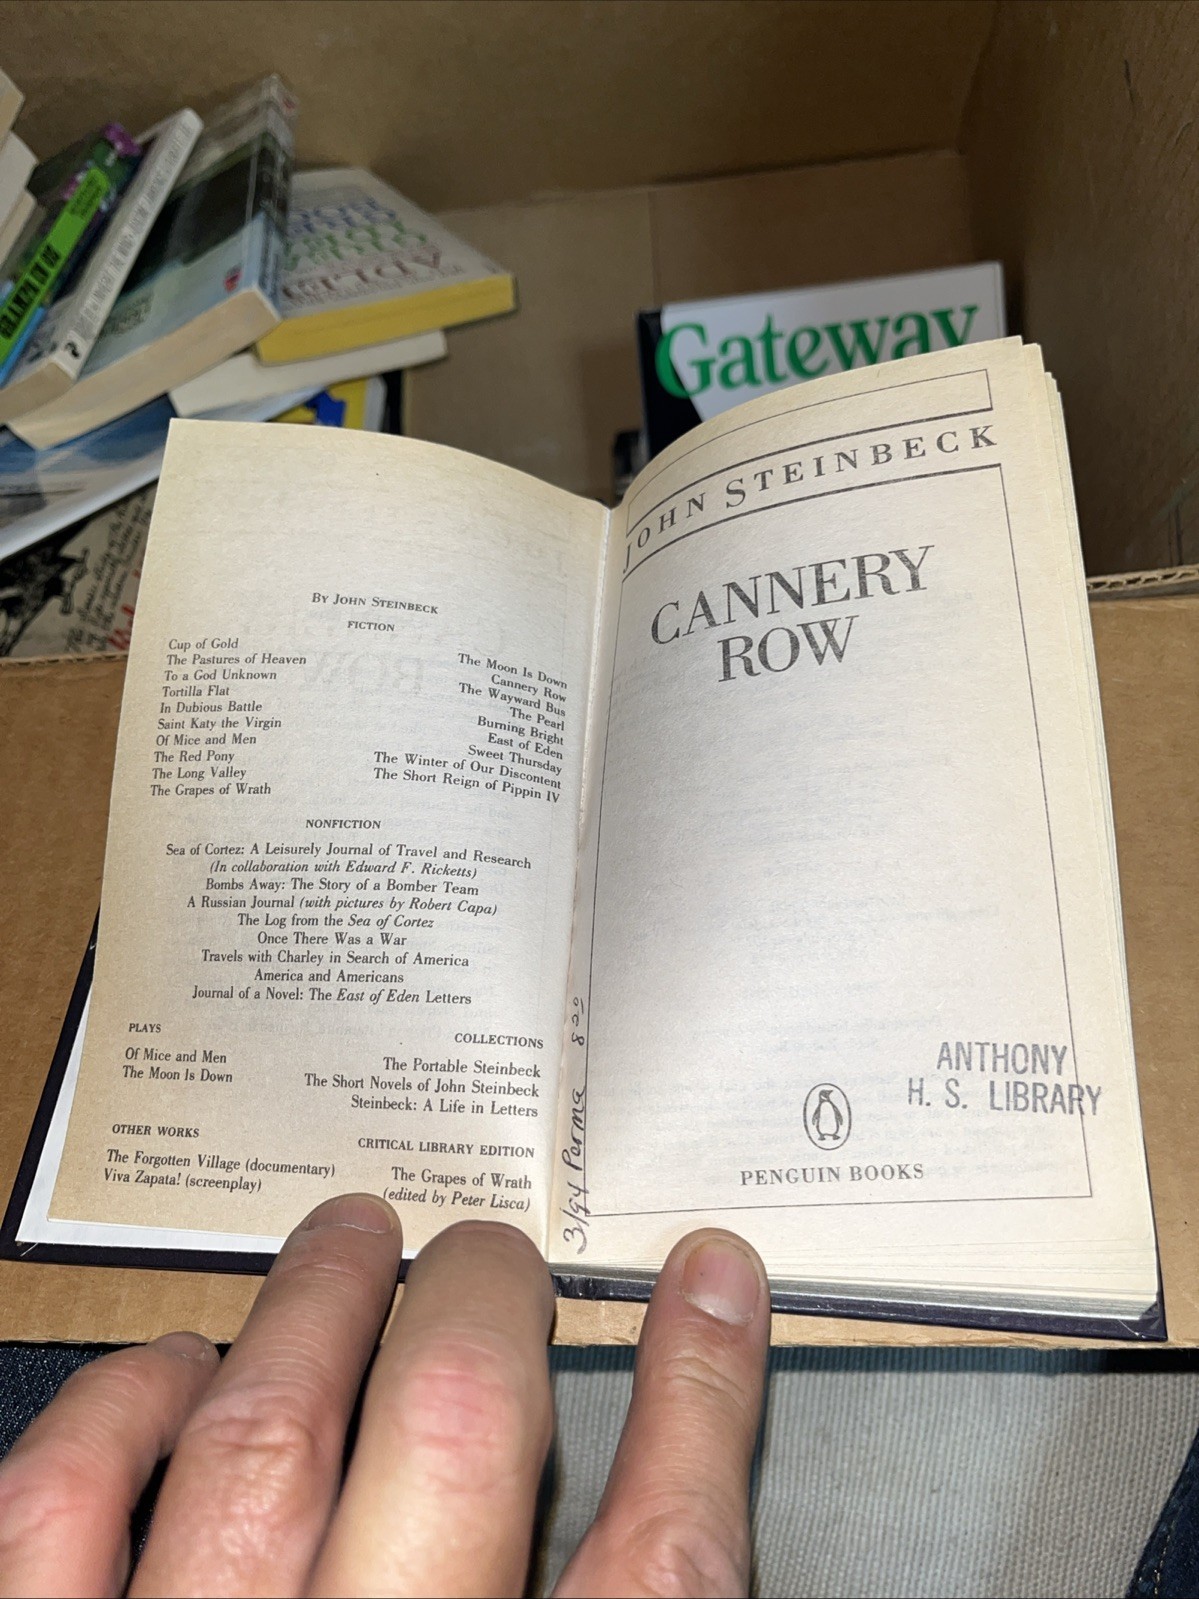 Gateway
BY JOHN STEINBECK
FICTION
Cup of Gold
The Pastures of Heaven
To a God Unknown
Tortilla Flat
In Dubious Battle
Saint Katy the Virgin
Of Mice and Men
The Red Pony
The Long Valley
The Grapes of Wrath
The Moon Is Down
Cannery Row
The Wayward Bus
The Pearl
Burning Bright
East of Eden
Sweet Thursday
The Winter of Our Discontent
The Short Reign of Pippin IV
NONFICTION
Sea of Cortez: A Leisurely Journal of Travel and Research
(In collaboration with Edward F. Ricketts)
Bombs Away: The Story of a Bomber Team
A Russian Journal (with pictures by Robert Capa)
The Log from the Sea of Cortez
Once There Was a War
Travels with Charley in Search of America
America and Americans
Journal of a Novel: The East of Eden Letters
PLAYS
Of Mice and Men
The Moon Is Down
COLLECTIONS
The Portable Steinbeck
The Short Novels of John Steinbeck
Steinbeck: A Life in Letters
OTHER WORKS
The Forgotten Village (documentary)
Viva Zapata! (screenplay)
CRITICAL LIBRARY EDITION
The Grapes of Wrath
(edited by Peter Lisca)
3/94 Perma 820
JOHN STEINBECK
CANNERY
ROW
ANTHONY
H. S. LIBRARY
PENGUIN BOOKS